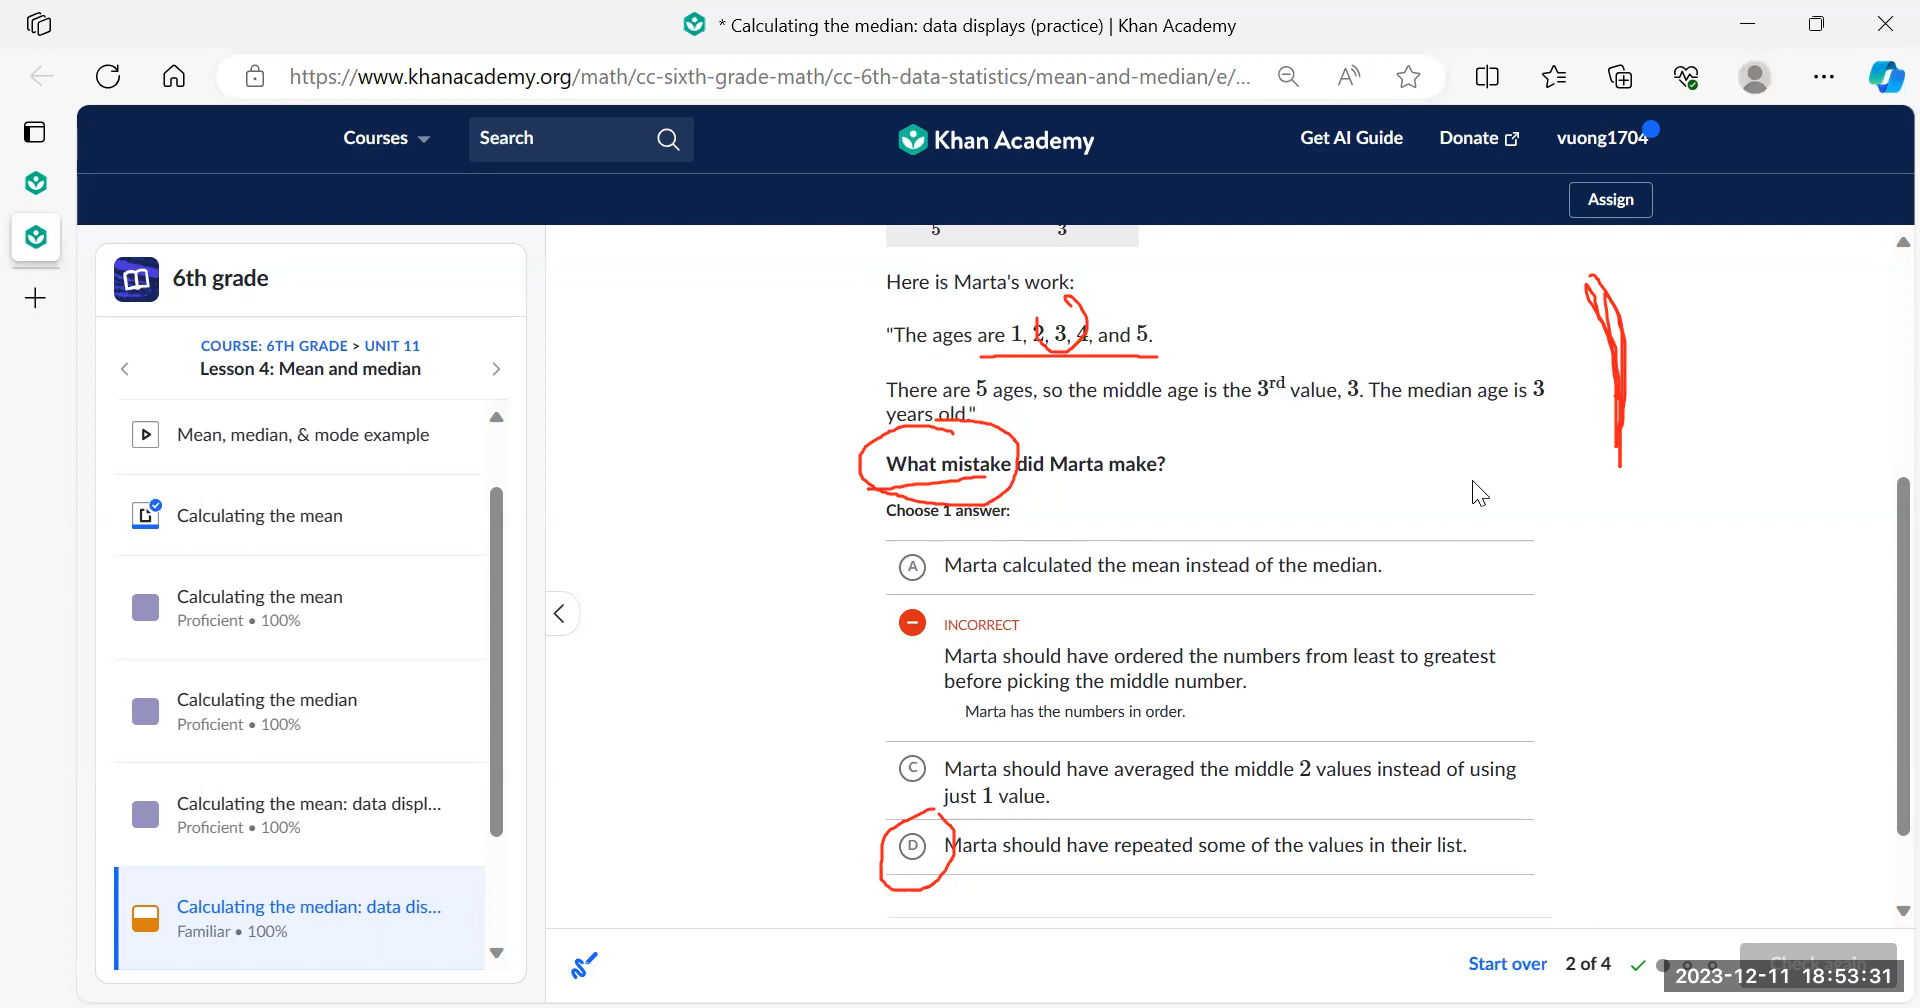 * Calculating the median: data displays (practice) | Khan Academy
https://www.khanacademy.org/math/cc-sixth-grade-math/cc-6th-data-statistics/mean-and-median/e/...
Courses
Search
Khan Academy
Get AI Guide
Donate
vuong1704
Assign
6th grade
COURSE: 6TH GRADE > UNIT 11
Lesson 4: Mean and median
Mean, median, & mode example
Calculating the mean
Calculating the mean
Proficient • 100%
Calculating the median
Proficient • 100%
Calculating the mean: data displ...
Proficient • 100%
Calculating the median: data dis...
Familiar • 100%
5 3
Here is Marta's work:
"The ages are 1, 2, 3, 4, and 5.
There are 5 ages, so the middle age is the 3rd value, 3. The median age is 3
years old."
What mistake did Marta make?
Choose 1 answer:
A Marta calculated the mean instead of the median.
INCORRECT
Marta should have ordered the numbers from least to greatest
before picking the middle number.
Marta has the numbers in order.
C Marta should have averaged the middle 2 values instead of using
just 1 value.
D Marta should have repeated some of the values in their list.
Start over 2 of 4
Check again
2023-12-11 18:53:31